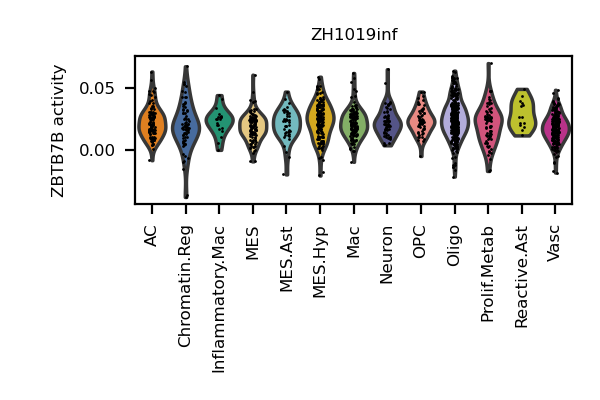 ZH1019inf
ZBTB7B activity
0.05
0.00
AC
Chromatin.Reg
Inflammatory.Mac
MES
MES.Ast
MES.Hyp
Mac
Neuron
OPC
Oligo
Prolif.Metab
Reactive.Ast
Vasc